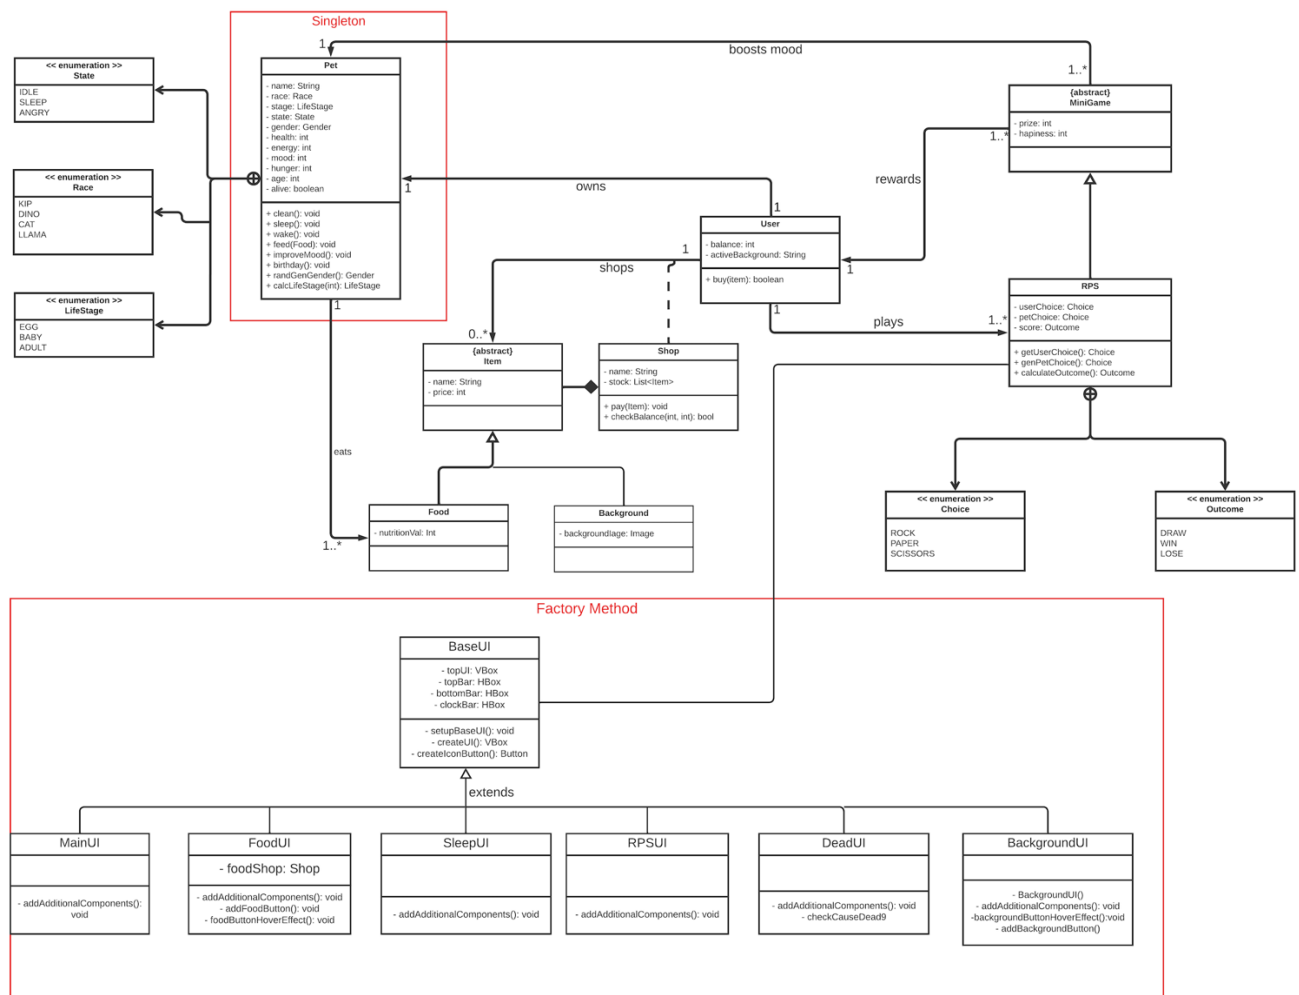 Singleton
1
boosts mood
1..*
<< enumeration >>
State
IDLE
SLEEP
ANGRY
Pet
- name: String
- race: Race
- stage: LifeStage
- state: State
- gender: Gender
- health: int
- energy: int
- mood: int
- hunger: int
- age: int
- alive: boolean
+ clean(): void
+ sleep(): void
+ wake(): void
+ feed(Food): void
+ improveMood(): void
+ birthday(): void
+ randGenGender(): Gender
+ calcLifeStage(int): LifeStage
{abstract}
MiniGame
- prize: int
- hapiness: int
1..*
<< enumeration >>
Race
KIP
DINO
CAT
LLAMA
1
owns
1
rewards
1
User
- balance: int
- activeBackground: String
+ buy(item): boolean
1
shops
<< enumeration >>
LifeStage
EGG
BABY
ADULT
1
1
plays
1..*
RPS
- userChoice: Choice
- petChoice: Choice
- score: Outcome
+ getUserChoice(): Choice
+ genPetChoice(): Choice
+ calculateOutcome(): Outcome
0..*
{abstract}
Item
- name: String
- price: int
Shop
- name: String
- stock: List<Item>
+ pay(Item): void
+ checkBalance(int, int): bool
eats
1..*
Food
- nutritionVal: Int
Background
- backgroundIage: Image
<< enumeration >>
Choice
ROCK
PAPER
SCISSORS
<< enumeration >>
Outcome
DRAW
WIN
LOSE
Factory Method
BaseUI
- topUI: VBox
- topBar: HBox
- bottomBar: HBox
- clockBar: HBox
- setupBaseUI(): void
- createUI(): VBox
- createIconButton(): Button
extends
MainUI
- addAdditionalComponents():
void
FoodUI
- foodShop: Shop
- addAdditionalComponents(): void
- addFoodButton(): void
- foodButtonHoverEffect(): void
SleepUI
- addAdditionalComponents(): void
RPSUI
- addAdditionalComponents(): void
DeadUI
- addAdditionalComponents(): void
- checkCauseDead9
BackgroundUI
- BackgroundUI()
- addAdditionalComponents(): void
-backgroundButtonHoverEffect():void
- addBackgroundButton()